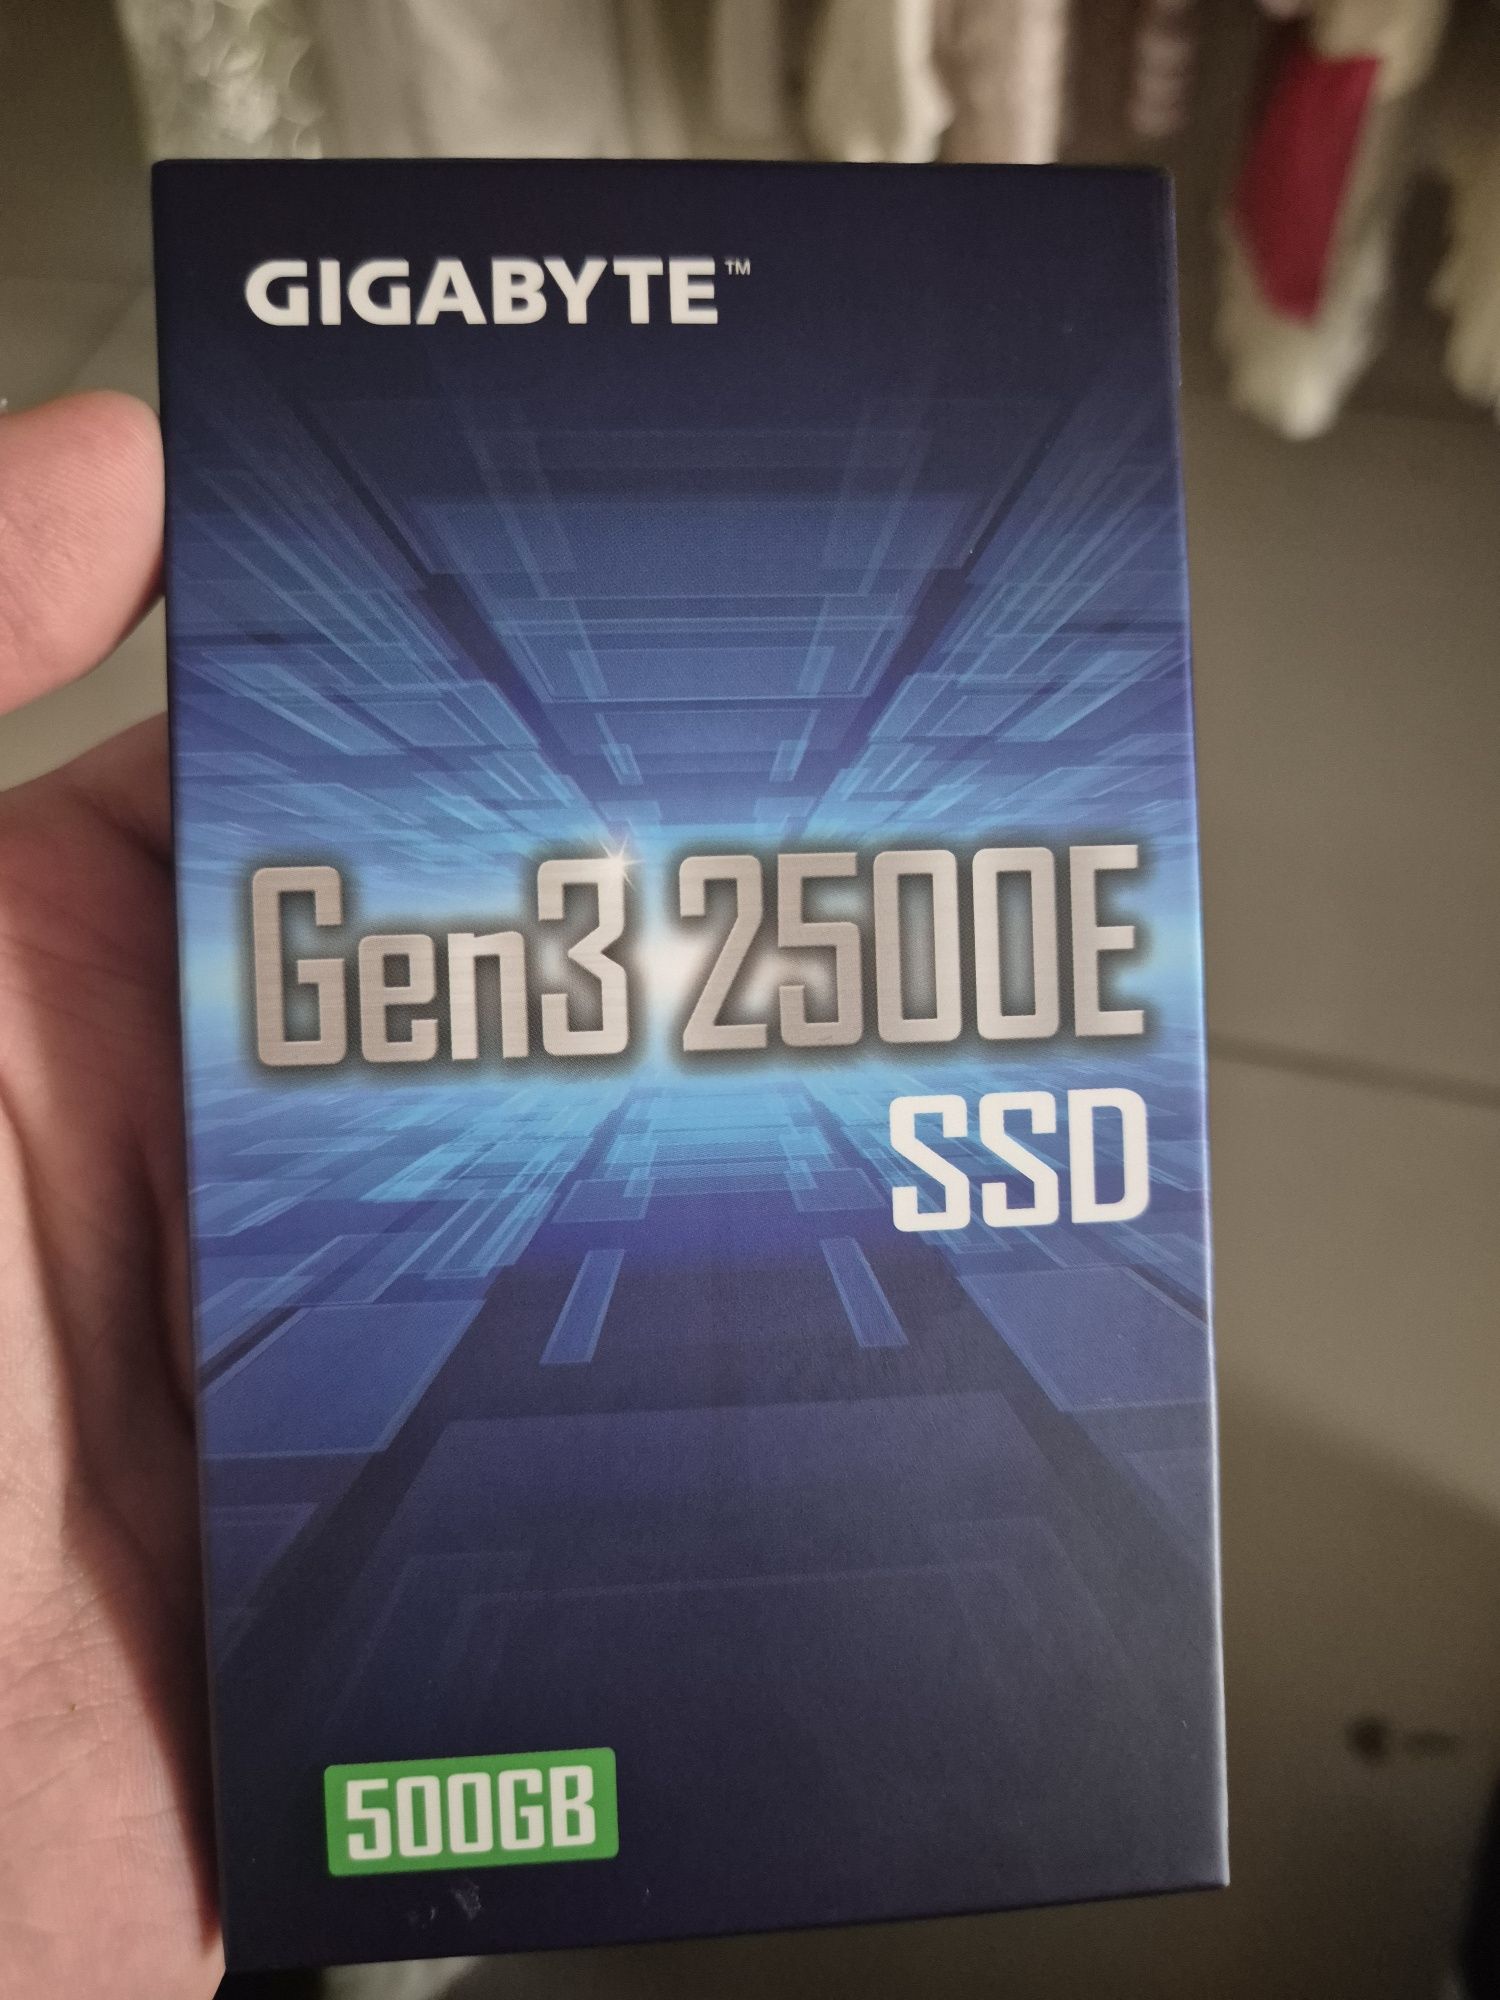 GIGABYTE™
Gen3 2500E
SSD
500GB